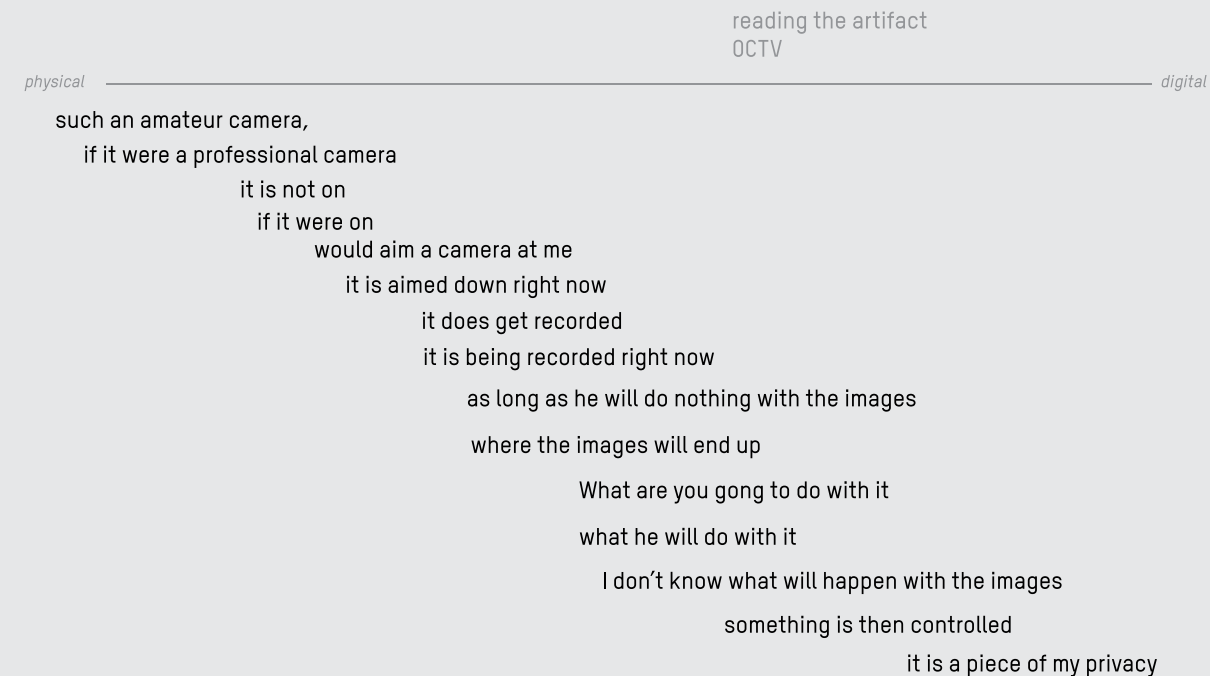 reading the artifact
OCTV
physical
digital
such an amateur camera,
if it were a professional camera
it is not on
if it were on
would aim a camera at me
it is aimed down right now
it does get recorded
it is being recorded right now
as long as he will do nothing with the images
where the images will end up
What are you gong to do with it
what he will do with it
I don't know what will happen with the images
something is then controlled
it is a piece of my privacy